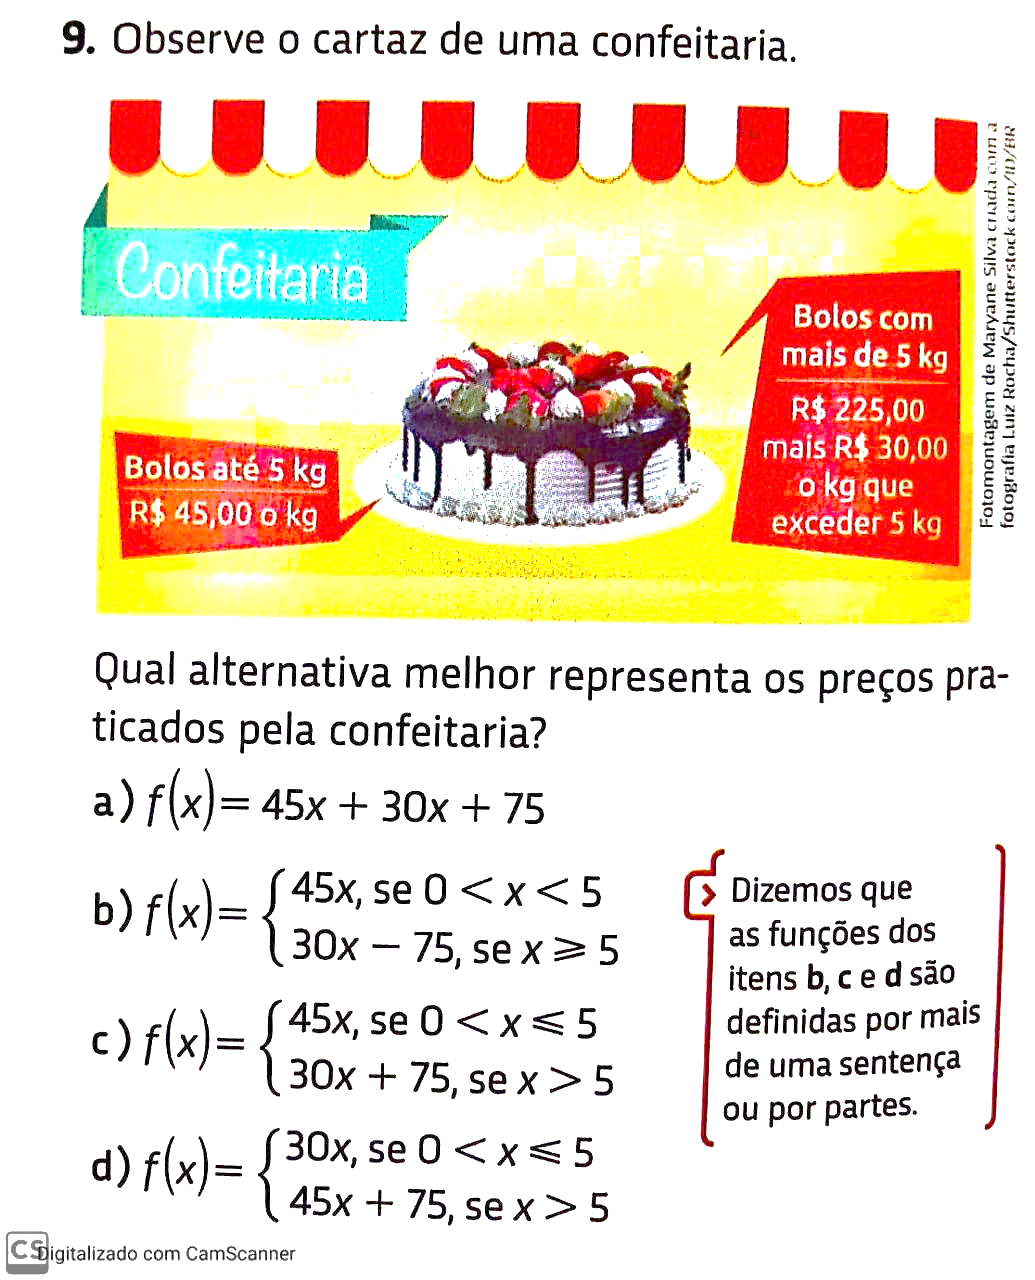 9. Observe o cartaz de uma confeitaria.
Confeitaria
Bolos até 5 kg
R$ 45,00 o kg
Bolos com
mais de 5 kg
R$ 225,00
mais R$ 30,00
o kg que
exceder 5 kg
Fotomontagem de Maryane Silva criada com a
fotografia Luiz Rocha/Shutterstock.com/ID/BR
Qual alternativa melhor representa os preços pra-
ticados pela confeitaria?
a) f(x) = 45x + 30x + 75
b) f(x) = { 45x, se 0 < x < 5
30x − 75, se x ⩾ 5
c) f(x) = { 45x, se 0 < x ⩽ 5
30x + 75, se x > 5
d) f(x) = { 30x, se 0 < x ⩽ 5
45x + 75, se x > 5
Dizemos que
as funções dos
itens b, c e d são
definidas por mais
de uma sentença
ou por partes.
CS Digitalizado com CamScanner